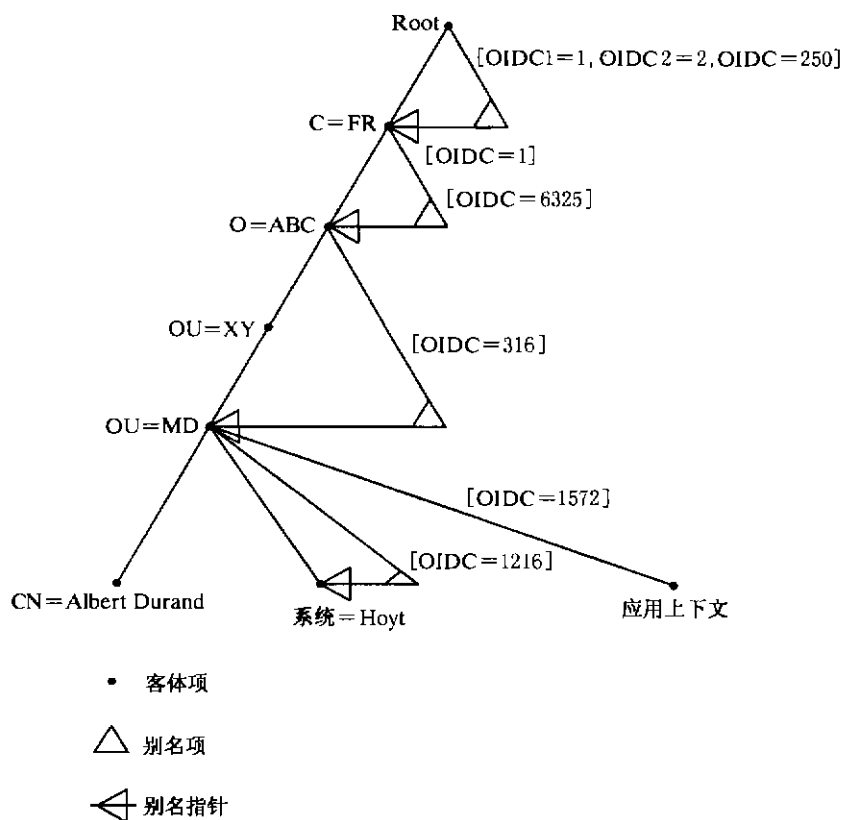 Root
[OIDC1=1, OIDC2=2, OIDC=250]
C=FR
[OIDC=1]
[OIDC=6325]
O=ABC
OU=XY
[OIDC=316]
OU=MD
[OIDC=1572]
[OIDC=1216]
CN=Albert Durand
系统=Hoyt
应用上下文
客体项
别名项
别名指针